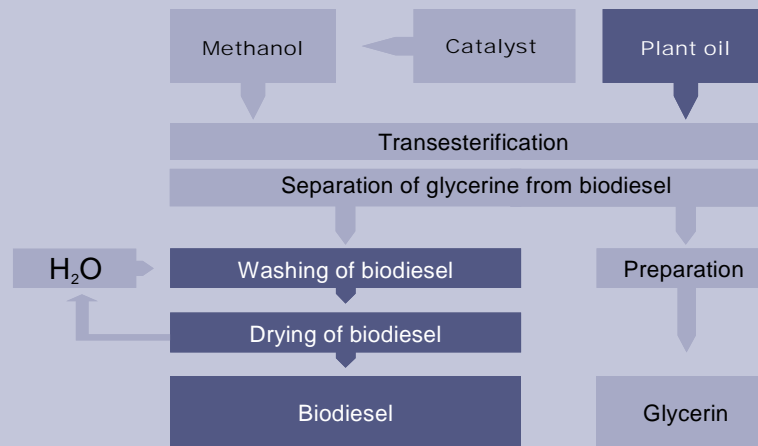 Methanol
Catalyst
Plant oil
Transesterification
Separation of glycerine from biodiesel
H₂O
Washing of biodiesel
Preparation
Drying of biodiesel
Biodiesel
Glycerin